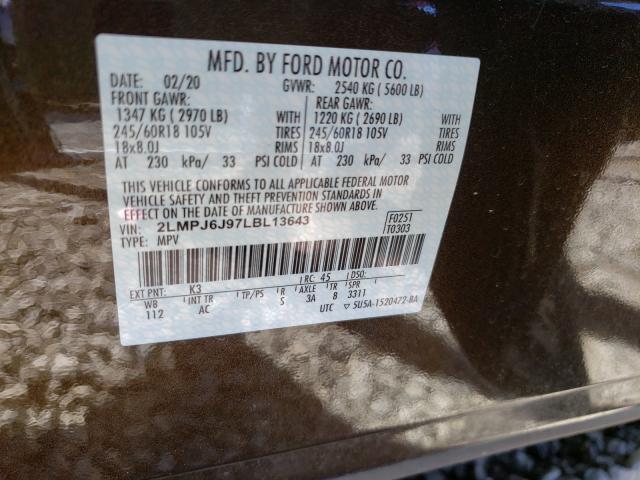 MFD. BY FORD MOTOR CO.
DATE: 02/20 GVWR: 2540 KG ( 5600 LB)
FRONT GAWR: REAR GAWR:
1347 KG ( 2970 LB) WITH 1220 KG ( 2690 LB) WITH
245/60R18 105V TIRES 245/60R18 105V TIRES
18x8.0J RIMS 18x8.0J RIMS
AT 230 kPa/ 33 PSI COLD AT 230 kPa/ 33 PSI COLD
THIS VEHICLE CONFORMS TO ALL APPLICABLE FEDERAL MOTOR
VEHICLE SAFETY AND THEFT PREVENTION STANDARDS IN
EFFECT ON THE DATE OF MANUFACTURE SHOWN ABOVE.
VIN: 2LMPJ6J97LBL13643 F0251
TYPE: MPV T0303
EXT PNT: K3 RC: 45 DSO:
WB INT TR TP/PS R AXLE TR SPR
112 AC S 3A 8 3311
UTC 5U5A-1520472-BA